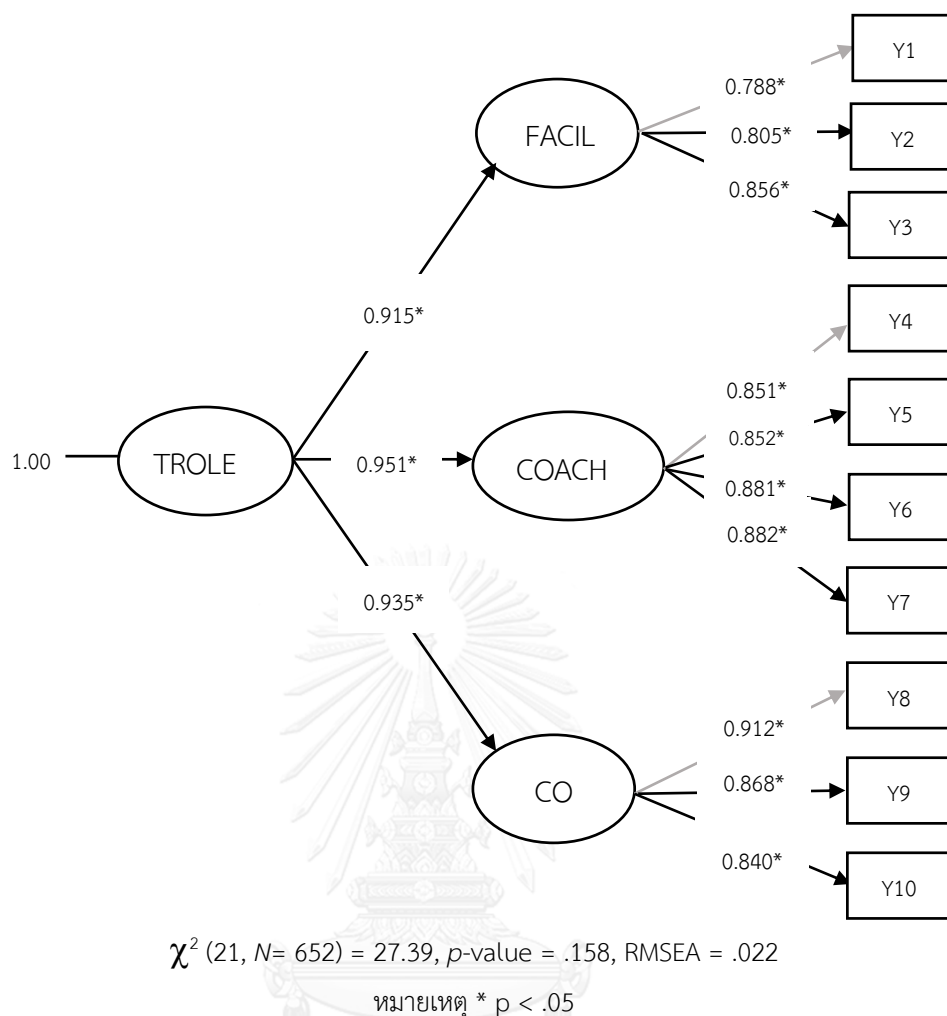 Y1
0.788*
FACIL
0.805*
Y2
0.856*
Y3
0.915*
Y4
0.851*
Y5
1.00
TROLE
0.951*
COACH
0.852*
0.881*
Y6
0.882*
0.935*
Y7
Y8
0.912*
CO
0.868*
Y9
0.840*
Y10
χ² (21, N= 652) = 27.39, p-value = .158, RMSEA = .022
หมายเหตุ * p < .05